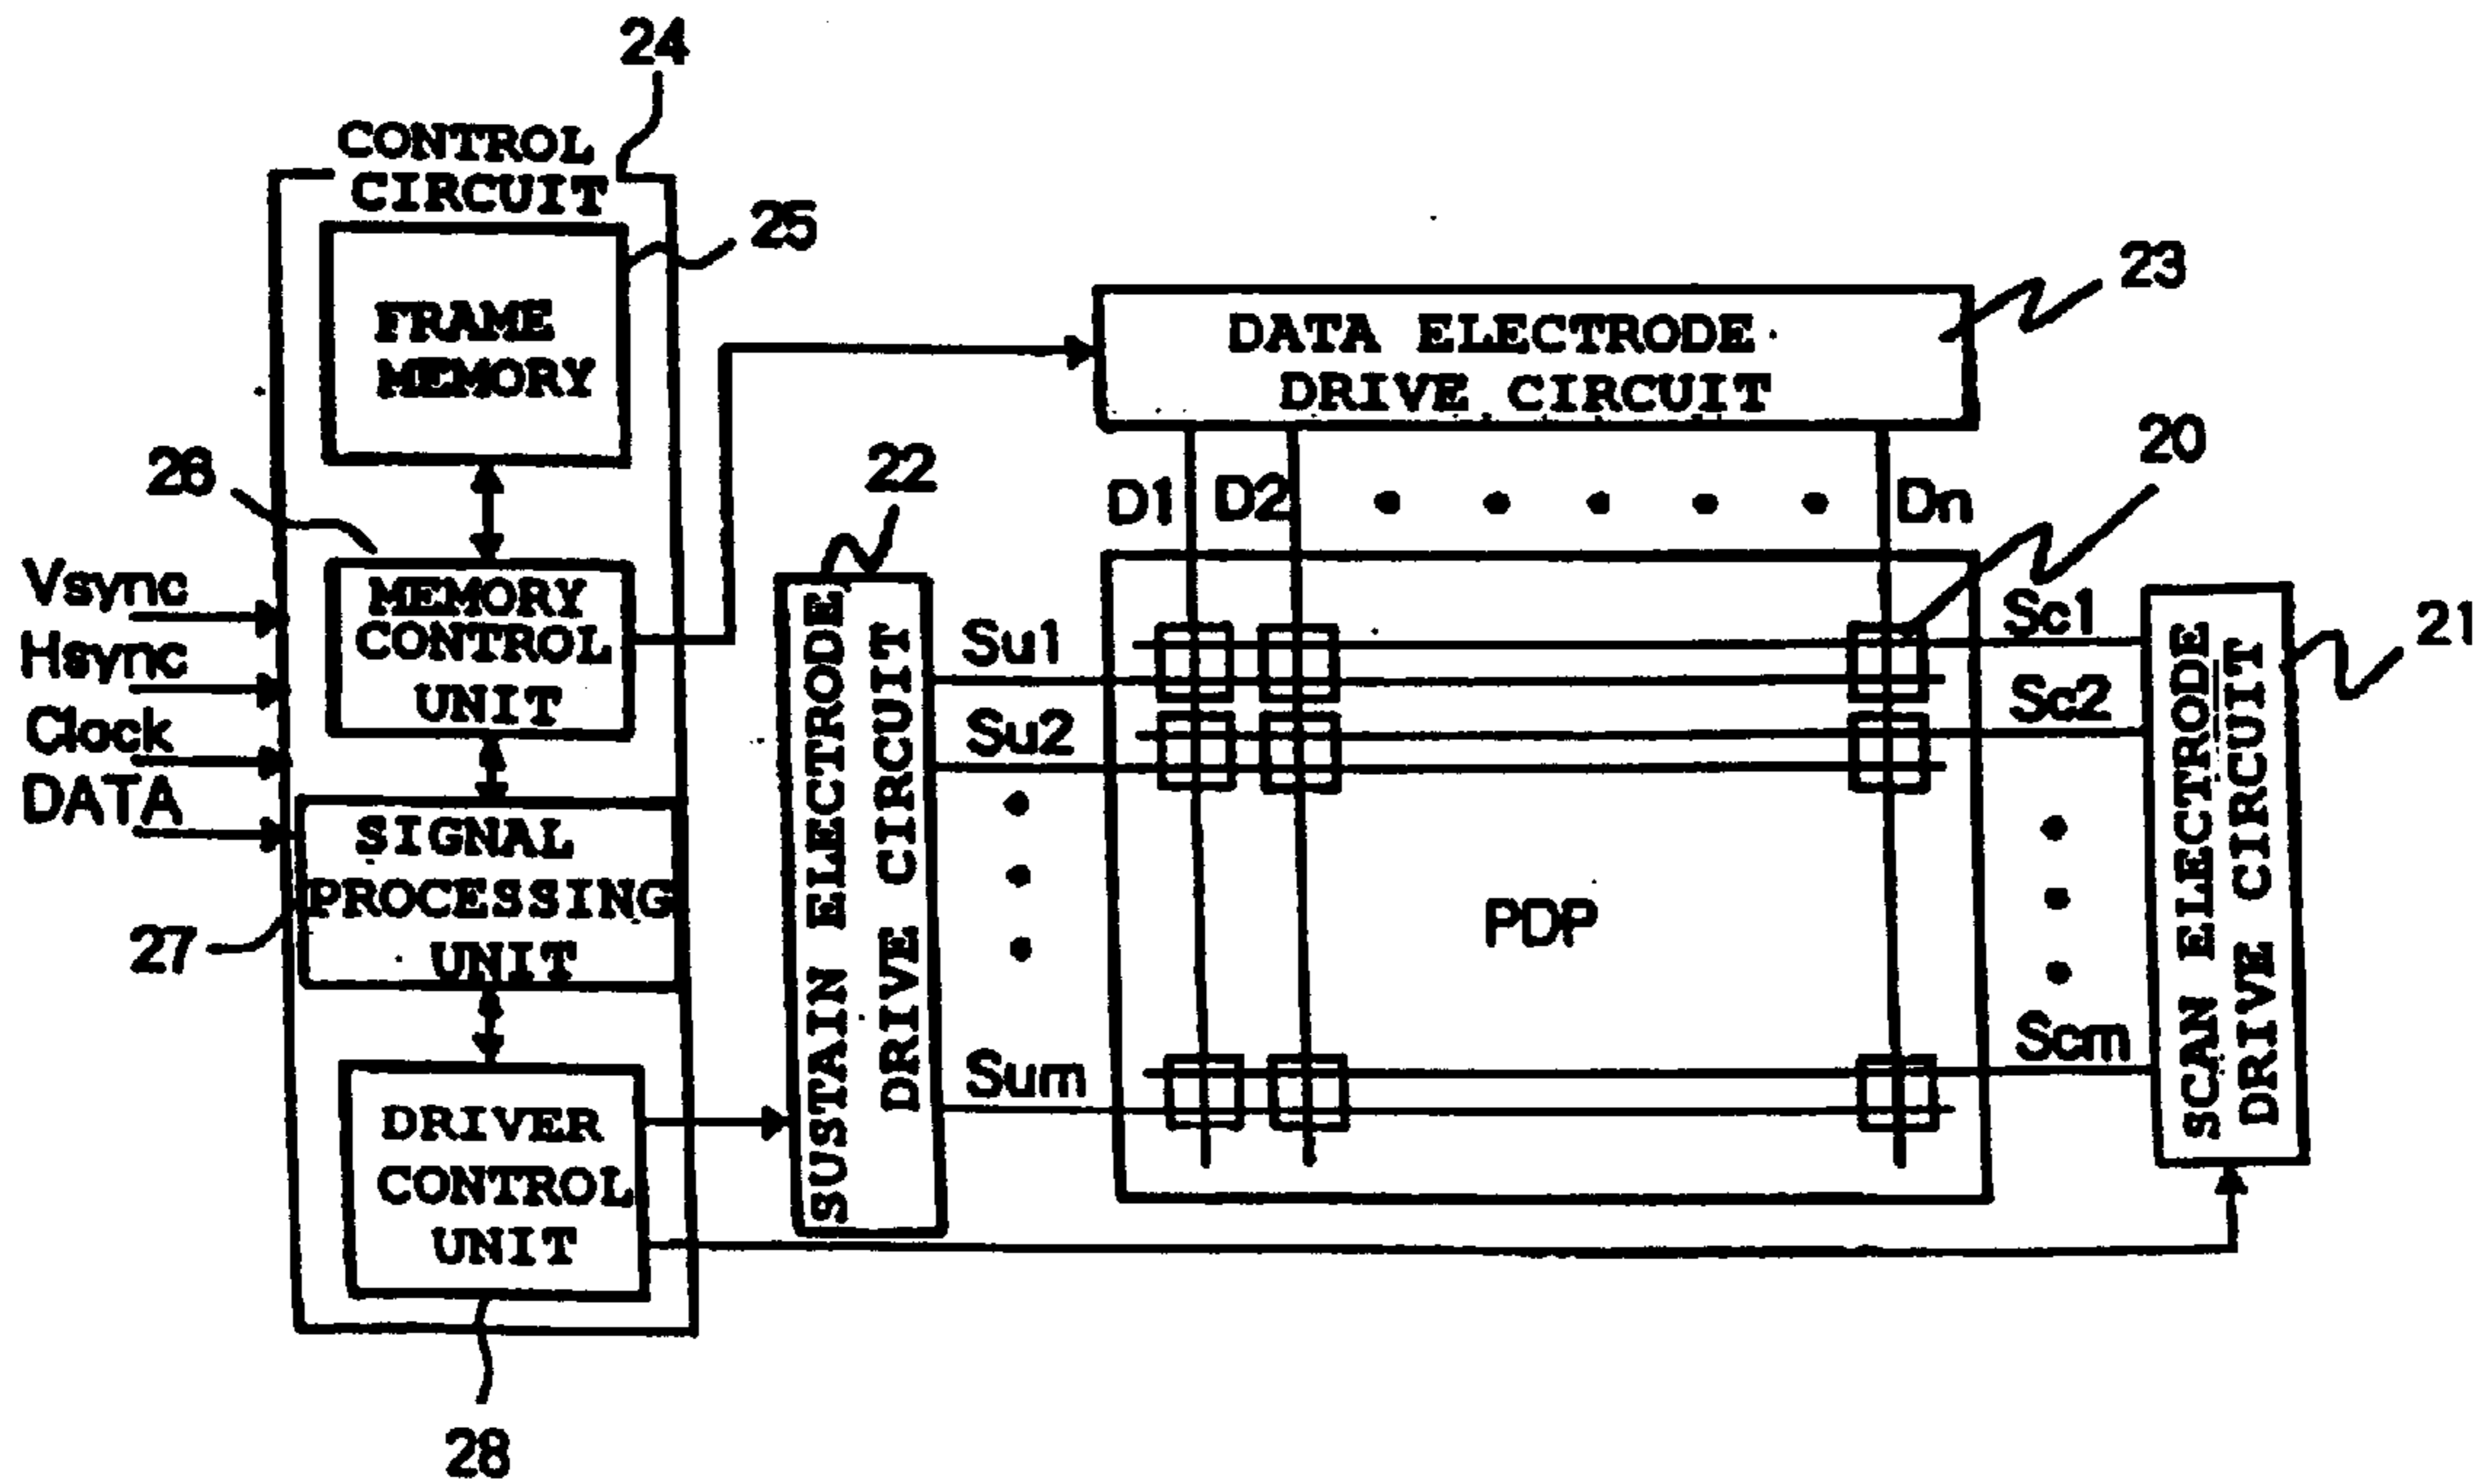 24
CONTROL
CIRCUIT
25
FRAME
MEMORY
23
DATA ELECTRODE
DRIVE CIRCUIT
26
22
20
D1 D2 Dn
Vsync
Hsync
Clock
DATA
MEMORY
CONTROL
UNIT
SIGNAL
PROCESSING
UNIT
27
DRIVER
CONTROL
UNIT
28
SUSTAIN ELECTRODE
DRIVE CIRCUIT
Su1
Su2
Sum
PDP
Sc1
Sc2
Scm
SCAN ELECTRODE
DRIVE CIRCUIT
21